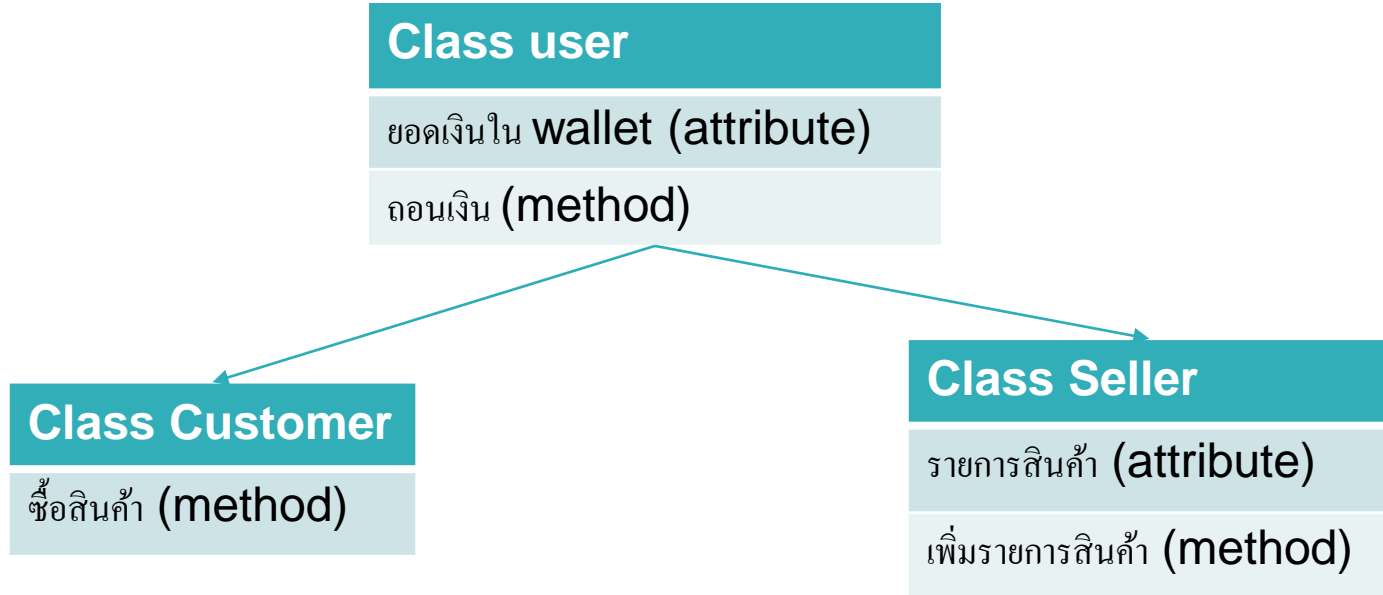 Class user
ยอดเงินใน wallet (attribute)
ถอนเงิน (method)
Class Customer
ซื้อสินค้า (method)
Class Seller
รายการสินค้า (attribute)
เพิ่มรายการสินค้า (method)